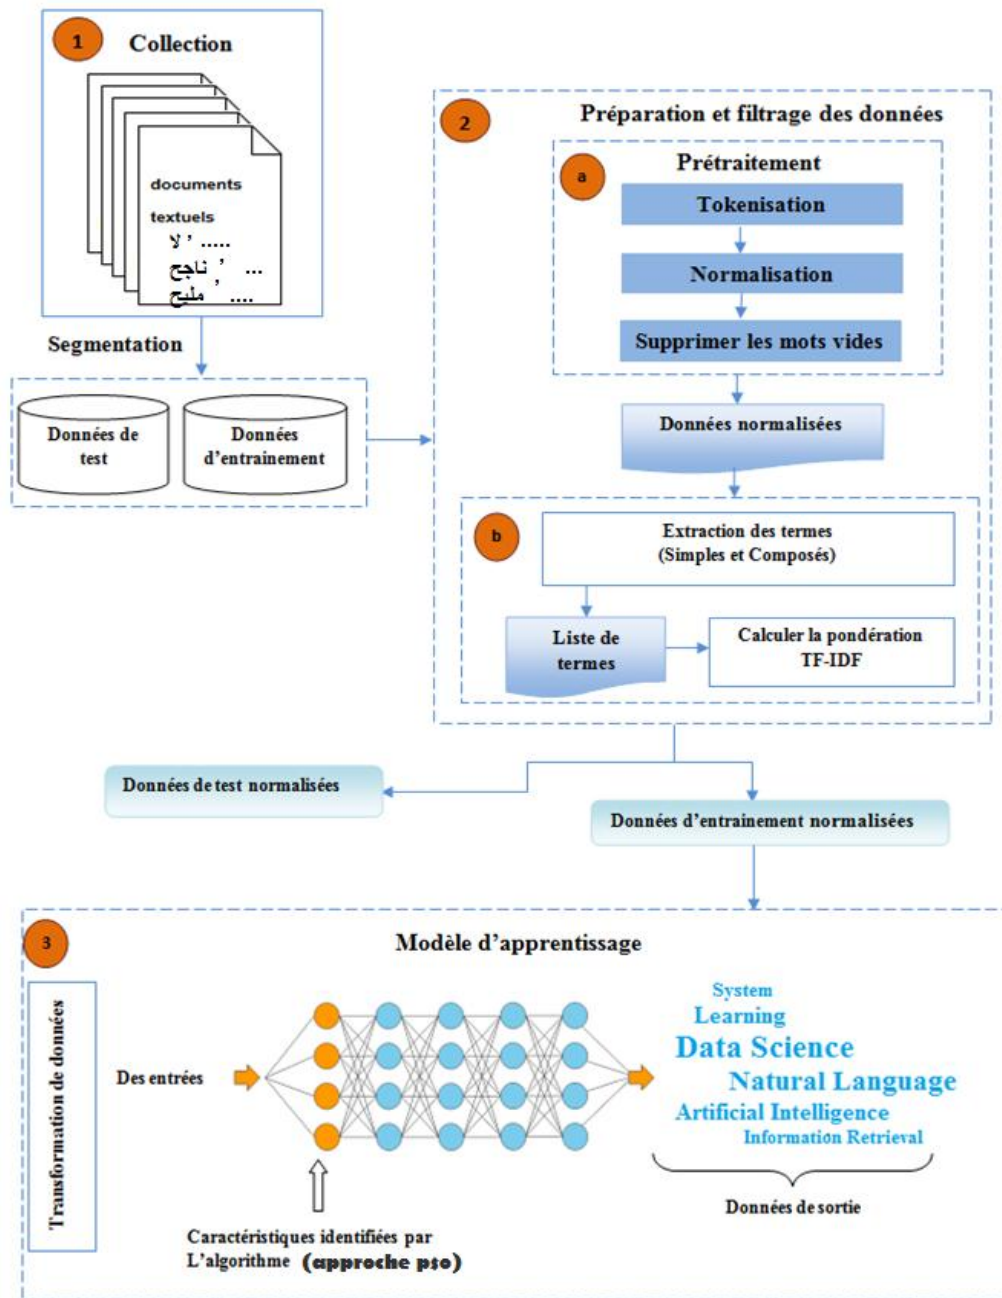 1
Collection
documents
textuels
لا ' .....
ناجح ' ...
مليح ' ....
Segmentation
Données de
test
Données
d'entrainement
2
Préparation et filtrage des données
a
Prétraitement
Tokenisation
Normalisation
Supprimer les mots vides
Données normalisées
b
Extraction des termes
(Simples et Composés)
Liste de
termes
Calculer la pondération
TF-IDF
Données de test normalisées
Données d'entrainement normalisées
3
Modèle d'apprentissage
Transformation de données
Des entrées
System
Learning
Data Science
Natural Language
Artificial Intelligence
Information Retrieval
Données de sortie
Caractéristiques identifiées par
L'algorithme (approche pso)